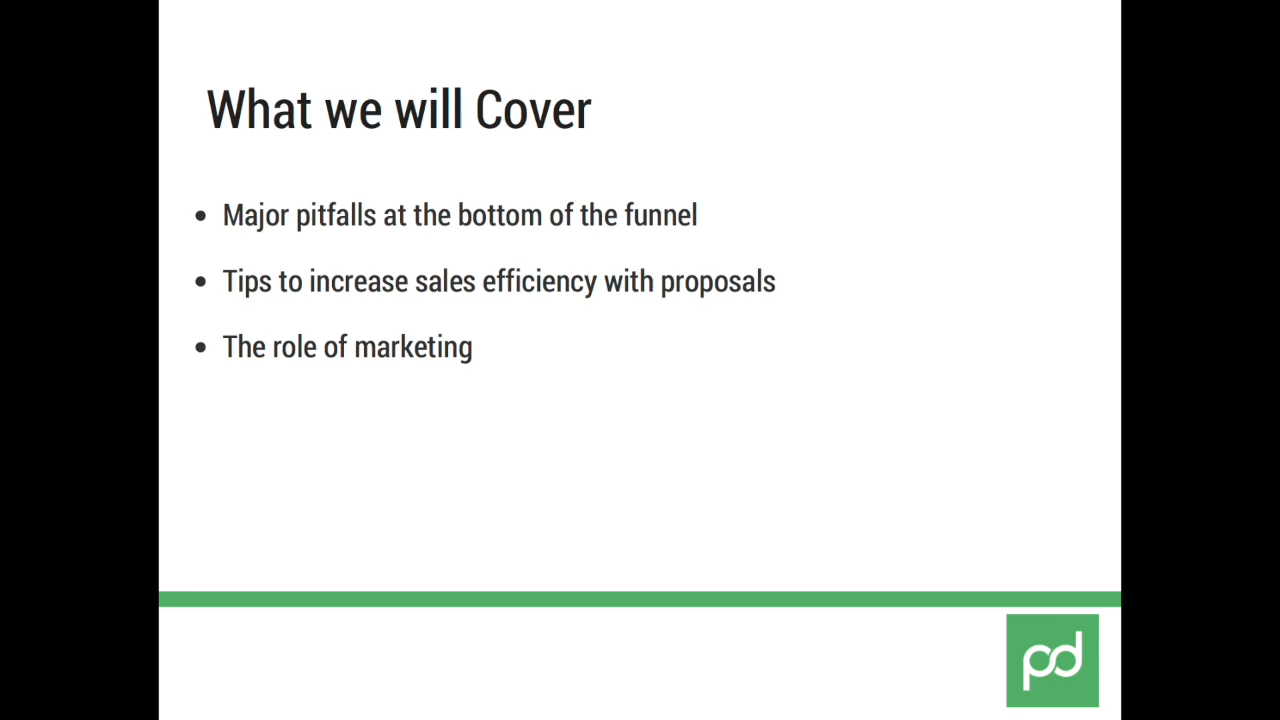 What we will Cover
• Major pitfalls at the bottom of the funnel
• Tips to increase sales efficiency with proposals
• The role of marketing
pd